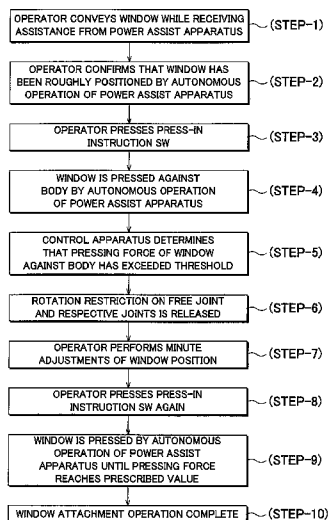 OPERATOR CONVEYS WINDOW WHILE RECEIVING
ASSISTANCE FROM POWER ASSIST APPARATUS
(STEP-1)
OPERATOR CONFIRMS THAT WINDOW HAS
BEEN ROUGHLY POSITIONED BY AUTONOMOUS
OPERATION OF POWER ASSIST APPARATUS
(STEP-2)
OPERATOR PRESSES PRESS-IN
INSTRUCTION SW
(STEP-3)
WINDOW IS PRESSED AGAINST
BODY BY AUTONOMOUS OPERATION
OF POWER ASSIST APPARATUS
(STEP-4)
CONTROL APPARATUS DETERMINES
THAT PRESSING FORCE OF WINDOW
AGAINST BODY HAS EXCEEDED THRESHOLD
(STEP-5)
ROTATION RESTRICTION ON FREE JOINT
AND RESPECTIVE JOINTS IS RELEASED
(STEP-6)
OPERATOR PERFORMS MINUTE
ADJUSTMENTS OF WINDOW POSITION
(STEP-7)
OPERATOR PRESSES PRESS-IN
INSTRUCTION SW AGAIN
(STEP-8)
WINDOW IS PRESSED BY AUTONOMOUS
OPERATION OF POWER ASSIST
APPARATUS UNTIL PRESSING FORCE
REACHES PRESCRIBED VALUE
(STEP-9)
WINDOW ATTACHMENT OPERATION COMPLETE
(STEP-10)